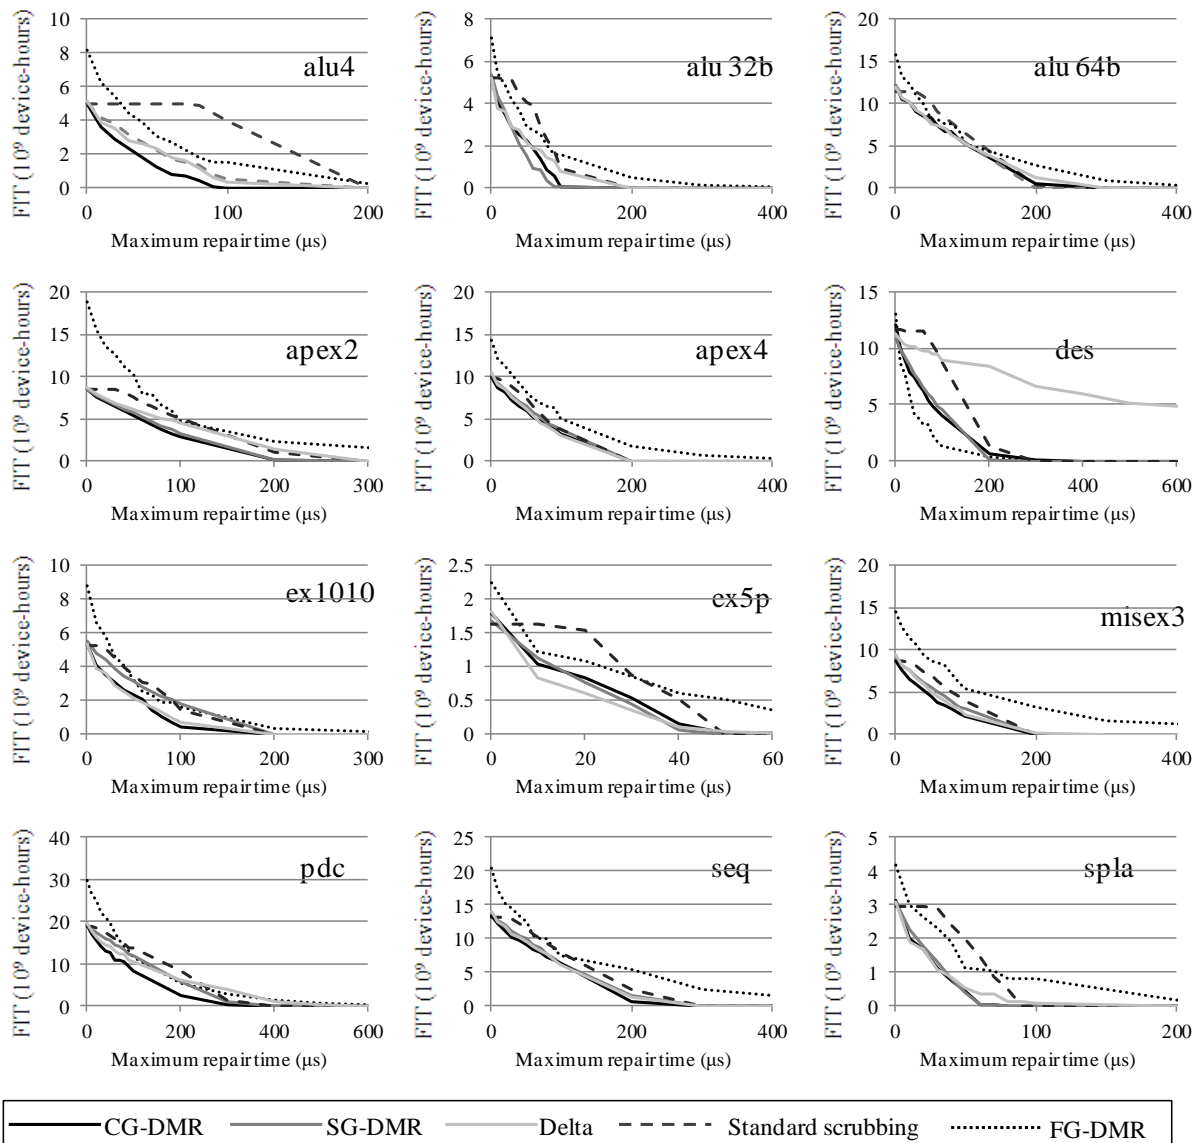 FIT (10⁹ device-hours)
10
8
6
4
2
0
alu4
0 100 200
Maximum repair time (µs)
FIT (10⁹ device-hours)
8
6
4
2
0
alu 32b
0 200 400
Maximum repair time (µs)
FIT (10⁹ device-hours)
20
15
10
5
0
alu 64b
0 200 400
Maximum repair time (µs)
FIT (10⁹ device-hours)
20
15
10
5
0
apex2
0 100 200 300
Maximum repair time (µs)
FIT (10⁹ device-hours)
20
15
10
5
0
apex4
0 200 400
Maximum repair time (µs)
FIT (10⁹ device-hours)
15
10
5
0
des
0 200 400 600
Maximum repair time (µs)
FIT (10⁹ device-hours)
10
8
6
4
2
0
ex1010
0 100 200 300
Maximum repair time (µs)
FIT (10⁹ device-hours)
2.5
2
1.5
1
0.5
0
ex5p
0 20 40 60
Maximum repair time (µs)
FIT (10⁹ device-hours)
20
15
10
5
0
misex3
0 200 400
Maximum repair time (µs)
FIT (10⁹ device-hours)
40
30
20
10
0
pdc
0 200 400 600
Maximum repair time (µs)
FIT (10⁹ device-hours)
25
20
15
10
5
0
seq
0 200 400
Maximum repair time (µs)
FIT (10⁹ device-hours)
5
4
3
2
1
0
spla
0 100 200
Maximum repair time (µs)
CG-DMR SG-DMR Delta Standard scrubbing FG-DMR